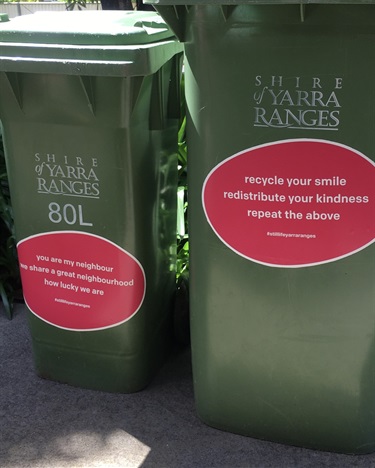 SHIRE
of YARRA
RANGES
80L
you are my neighbour
we share a great neighbourhood
how lucky we are
SHIRE
of YARRA
RANGES
recycle your smile
redistribute your kindness
repeat the above